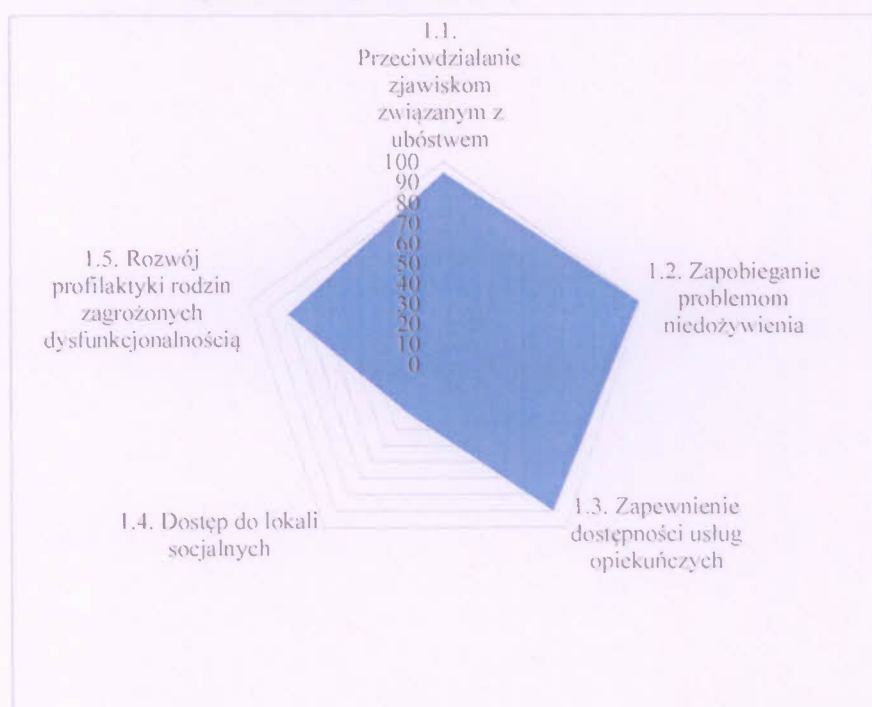 1.1.
Przeciwdziałanie
zjawiskom
związanym z
ubóstwem
100
90
80
70
60
50
40
30
20
10
0
1.2. Zapobieganie
problemom
niedożywienia
1.3. Zapewnienie
dostępności usług
opiekuńczych
1.4. Dostęp do lokali
socjalnych
1.5. Rozwój
profilaktyki rodzin
zagrożonych
dysfunkcjonalnością